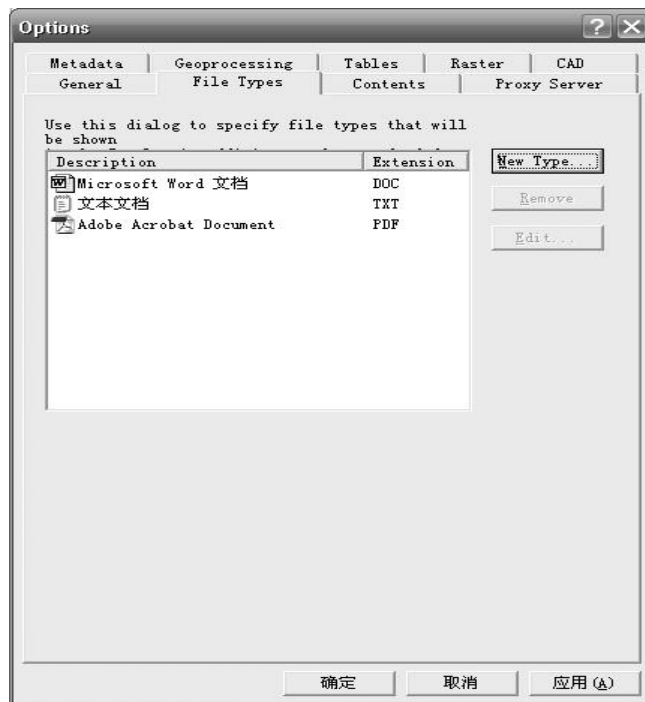 Options
Metadata Geoprocessing Tables Raster CAD
General File Types Contents Proxy Server
Use this dialog to specify file types that will
be shown
Description Extension
Microsoft Word 文档 DOC
文本文档 TXT
Adobe Acrobat Document PDF
New Type...
Remove
Edit...
确定 取消 应用(A)